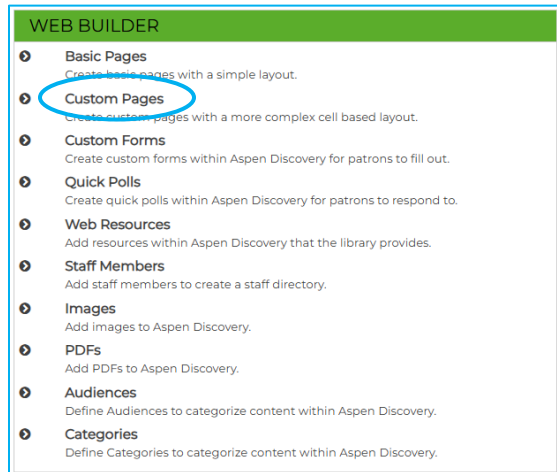 WEB BUILDER
Basic Pages
Create basic pages with a simple layout.
Custom Pages
Create custom pages with a more complex cell based layout.
Custom Forms
Create custom forms within Aspen Discovery for patrons to fill out.
Quick Polls
Create quick polls within Aspen Discovery for patrons to respond to.
Web Resources
Add resources within Aspen Discovery that the library provides.
Staff Members
Add staff members to create a staff directory.
Images
Add images to Aspen Discovery.
PDFs
Add PDFs to Aspen Discovery.
Audiences
Define Audiences to categorize content within Aspen Discovery.
Categories
Define Categories to categorize content within Aspen Discovery.